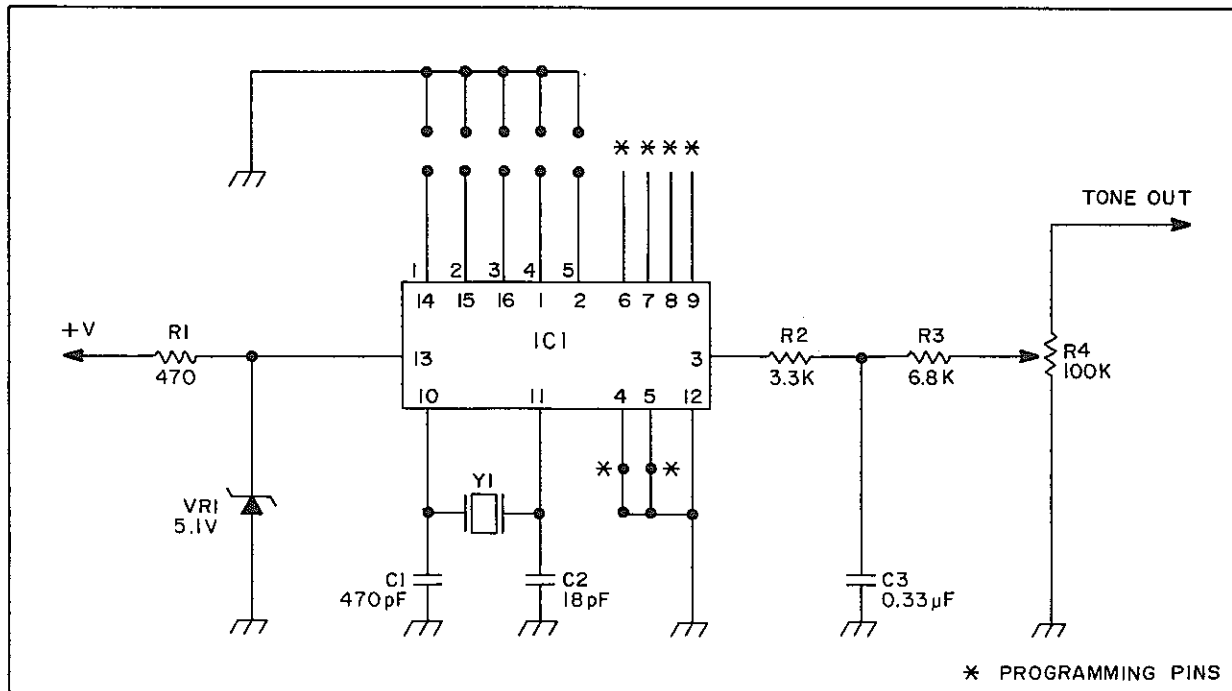 * * * *
TONE OUT
1 2 3 4 5
14 15 16 1 2 6 7 8 9
+V
R1
470
IC1
13
3
R2
3.3K
R3
6.8K
R4
100K
10 11 4 5 12
* *
Y1
VR1
5.1V
C1
470pF
C2
18pF
C3
0.33µF
* PROGRAMMING PINS